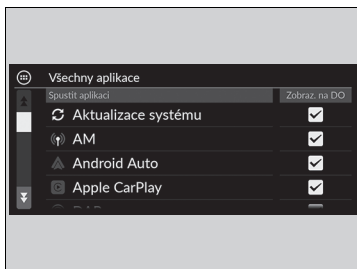 Všechny aplikace
Spustit aplikaci Zobraz. na DO
Aktualizace systému
AM
Android Auto
Apple CarPlay